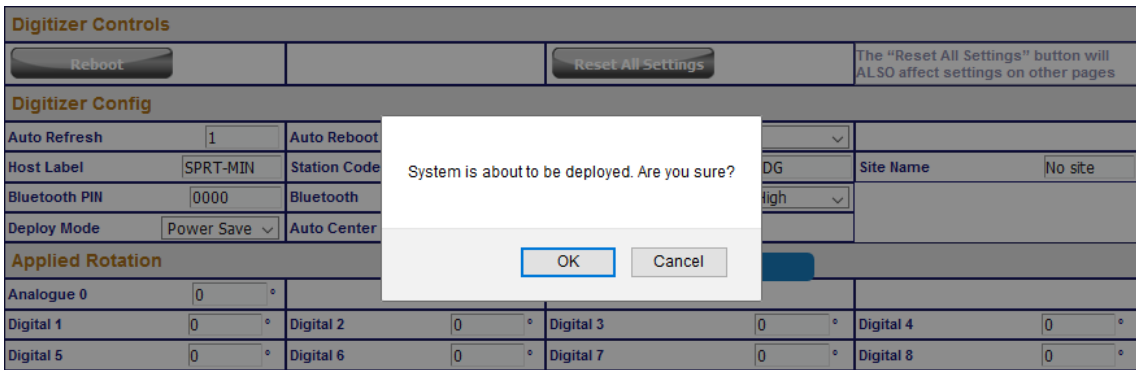 Digitizer Controls
Reboot Reset All Settings The “Reset All Settings” button will
ALSO affect settings on other pages
Digitizer Config
Auto Refresh 1 Auto Reboot
Host Label SPRT-MIN Station Code DG Site Name No site
Bluetooth PIN 0000 Bluetooth High
Deploy Mode Power Save Auto Center
System is about to be deployed. Are you sure?
OK Cancel
Applied Rotation
Analogue 0 0 °
Digital 1 0 ° Digital 2 0 ° Digital 3 0 ° Digital 4 0 °
Digital 5 0 ° Digital 6 0 ° Digital 7 0 ° Digital 8 0 °